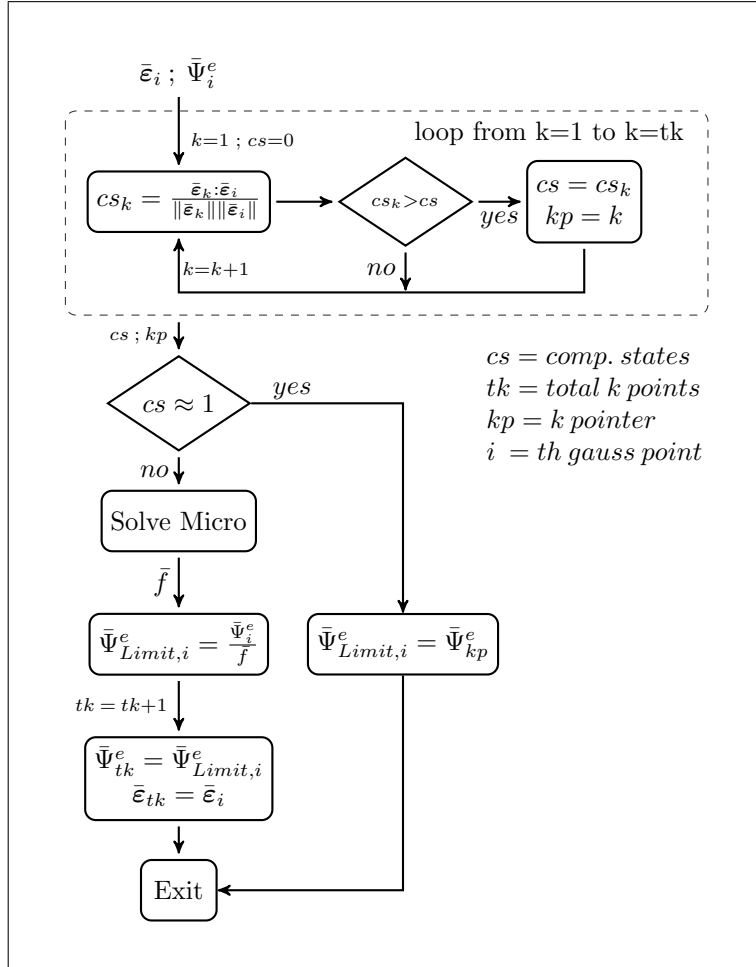 ε̄_i ; Ψ̄^e_i
k=1 ; cs=0
loop from k=1 to k=tk
cs_k = ε̄_k:ε̄_i / ‖ε̄_k‖‖ε̄_i‖
cs_k>cs
yes
cs = cs_k
kp = k
k=k+1
no
cs ; kp
cs = comp. states
tk = total k points
kp = k pointer
i = th gauss point
cs ≈ 1
yes
no
Solve Micro
f̄
Ψ̄^e_{Limit,i} = Ψ̄^e_i / f̄
Ψ̄^e_{Limit,i} = Ψ̄^e_{kp}
tk = tk+1
Ψ̄^e_{tk} = Ψ̄^e_{Limit,i}
ε̄_{tk} = ε̄_i
Exit